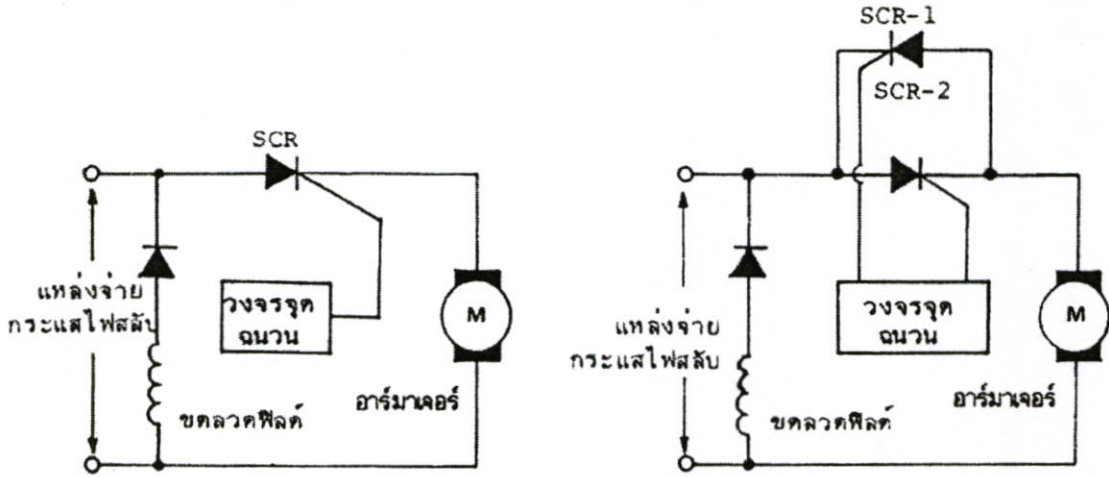 SCR
แหล่งจ่าย
กระแสไฟสลับ
วงจรจุด
ฉนวน
M
อาร์มาเจอร์
ขดลวดฟิลด์
SCR-1
SCR-2
แหล่งจ่าย
กระแสไฟสลับ
วงจรจุด
ฉนวน
M
อาร์มาเจอร์
ขดลวดฟิลด์